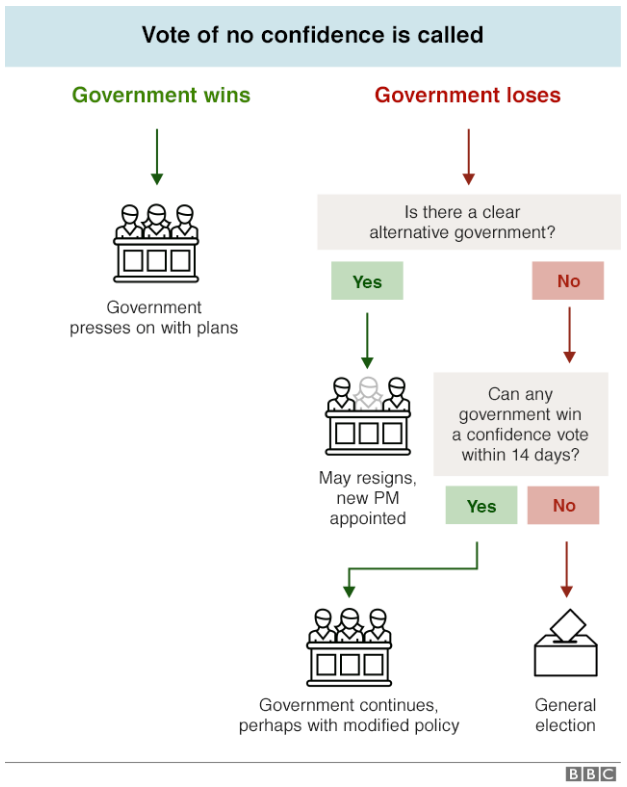 Vote of no confidence is called
Government wins
Government loses
Government
presses on with plans
Is there a clear
alternative government?
Yes
No
May resigns,
new PM
appointed
Can any
government win
a confidence vote
within 14 days?
Yes
No
Government continues,
perhaps with modified policy
General
election
BBC